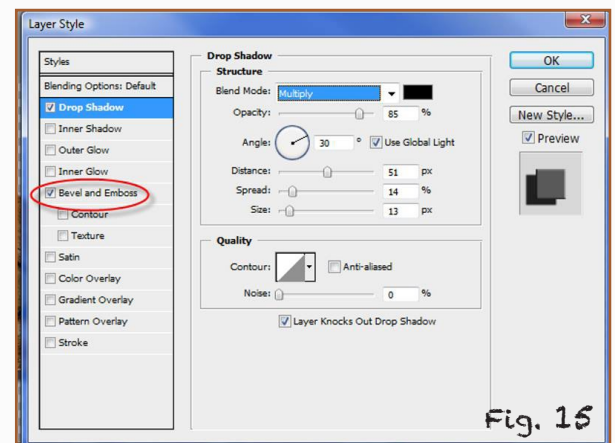 Layer Style
Styles
Blending Options: Default
Drop Shadow
Inner Shadow
Outer Glow
Inner Glow
Bevel and Emboss
Contour
Texture
Satin
Color Overlay
Gradient Overlay
Pattern Overlay
Stroke
Drop Shadow
Structure
Blend Mode: Multiply
Opacity: 85 %
Angle: 30 ° Use Global Light
Distance: 51 px
Spread: 14 %
Size: 13 px
Quality
Contour: Anti-aliased
Noise: 0 %
Layer Knocks Out Drop Shadow
OK
Cancel
New Style...
Preview
Fig. 15